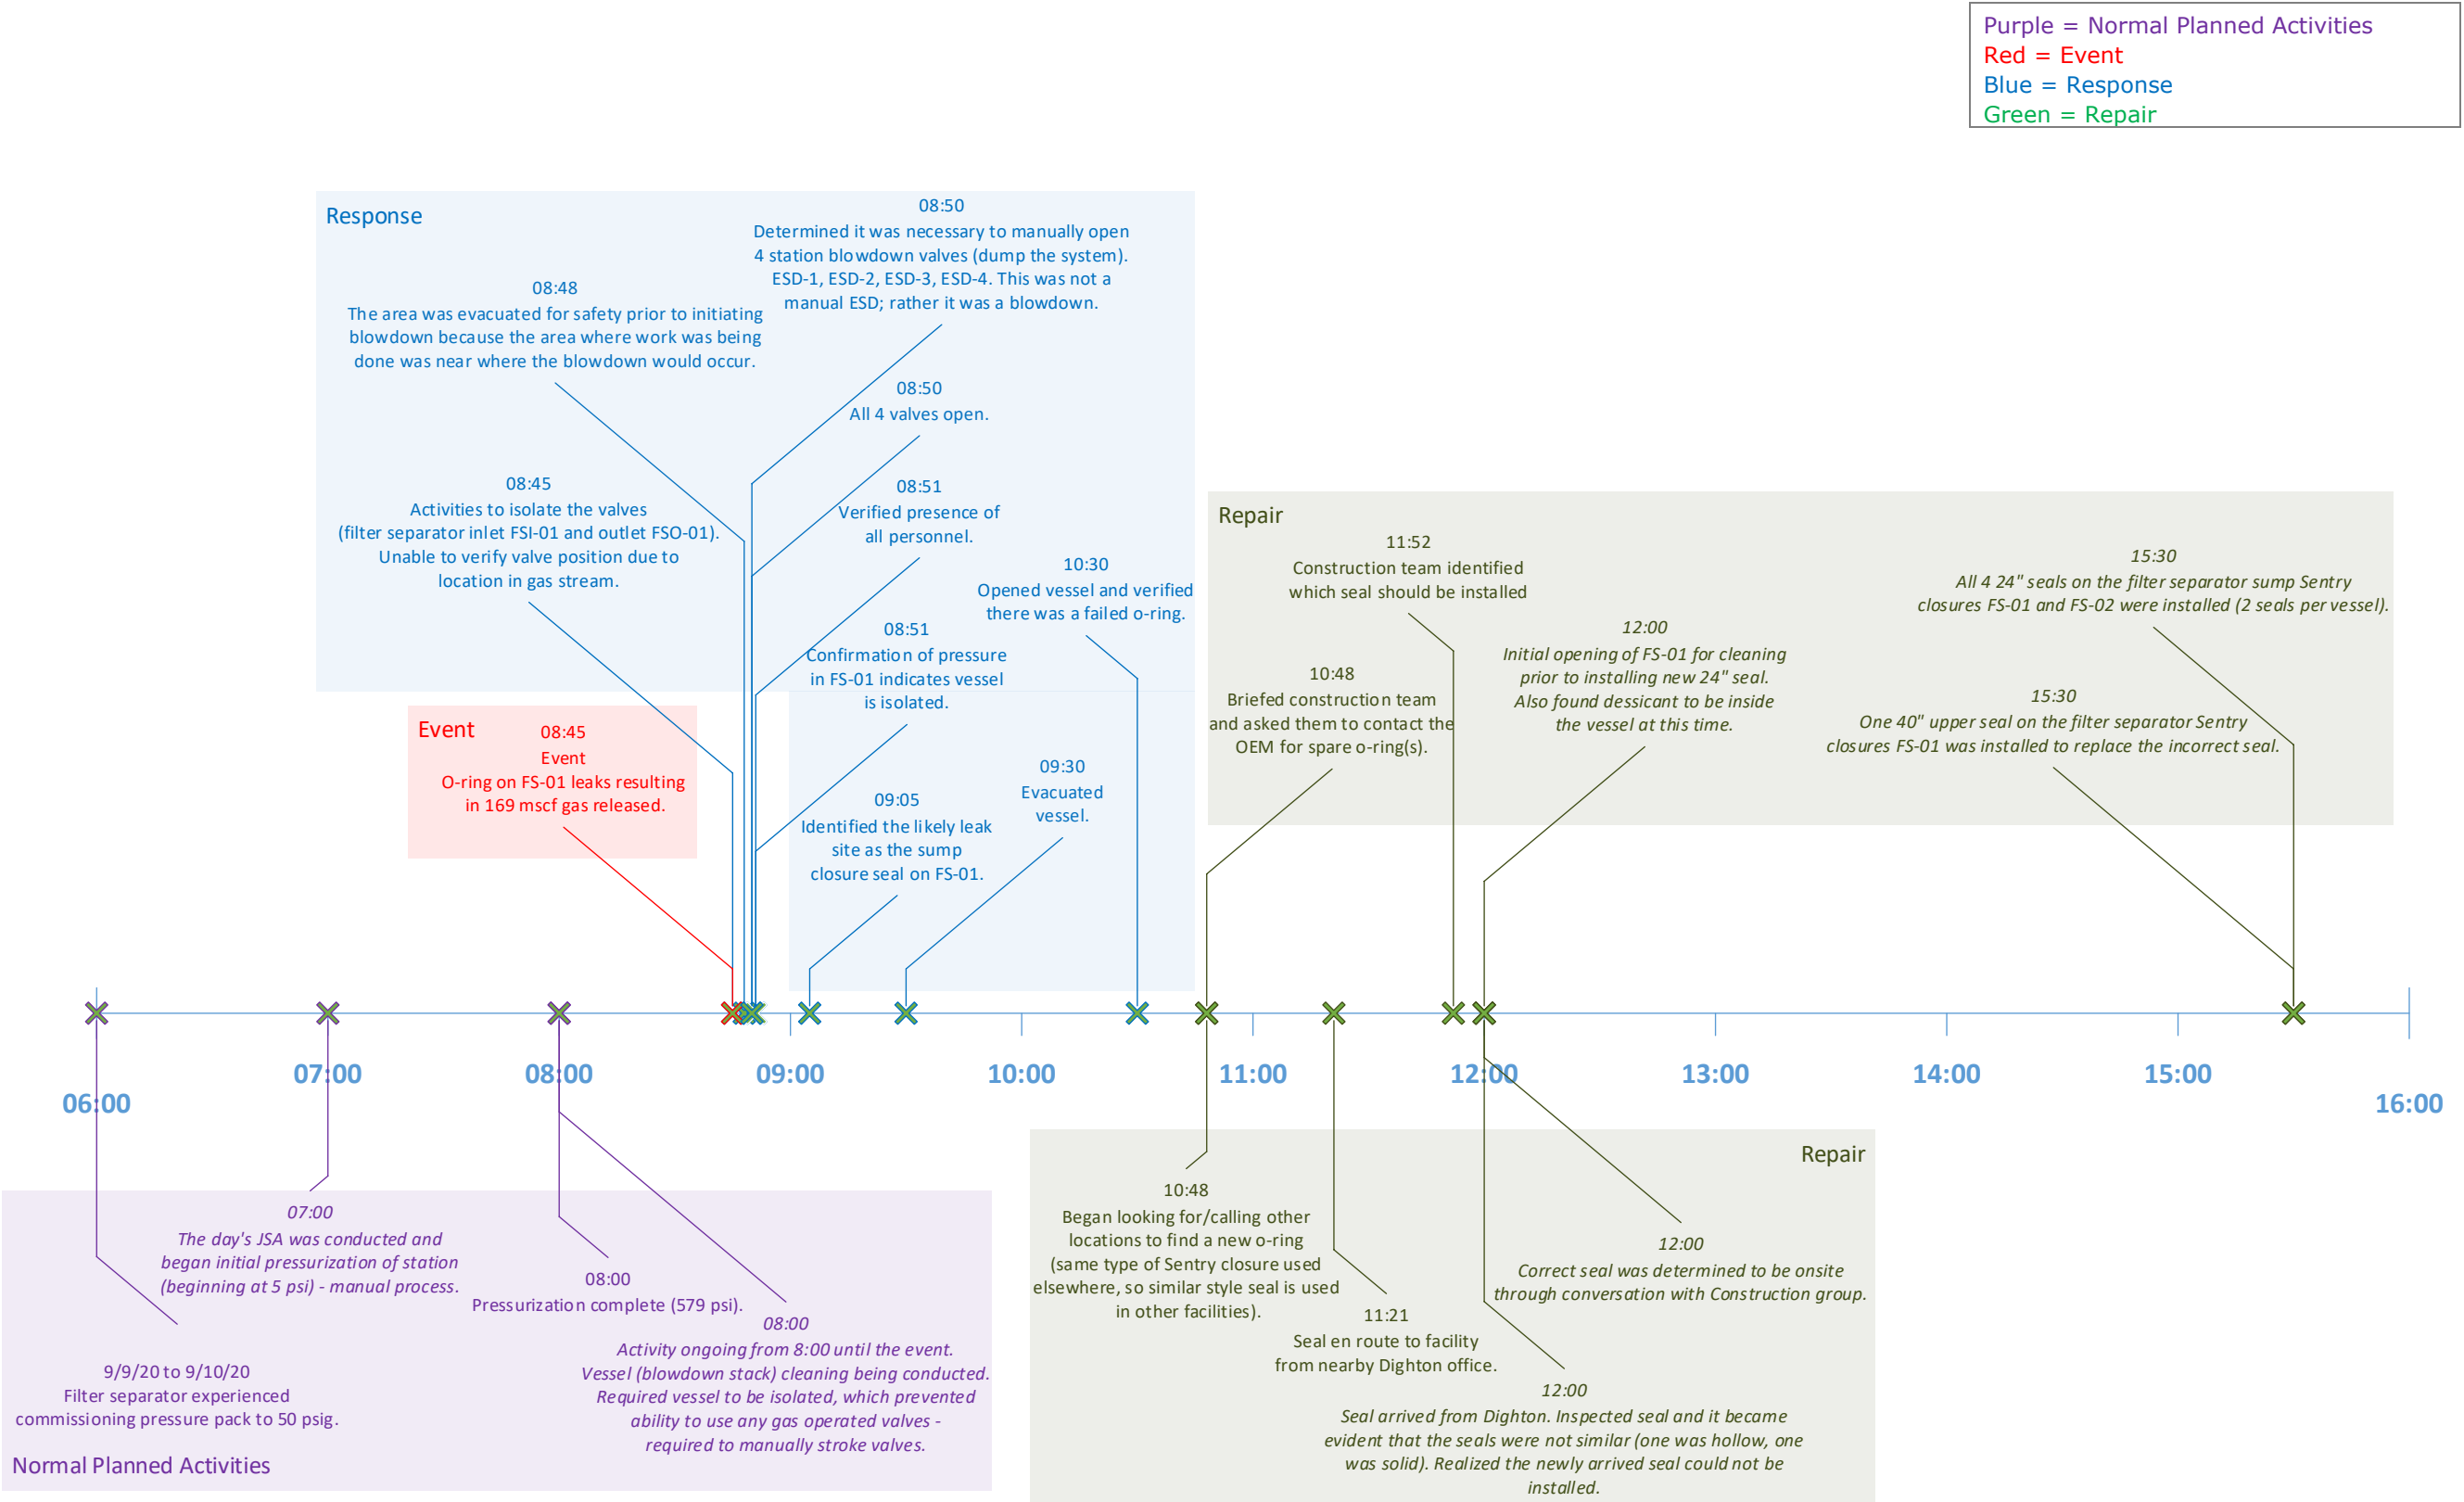 Purple = Normal Planned Activities
Red = Event
Blue = Response
Green = Repair
Response
08:50
Determined it was necessary to manually open
4 station blowdown valves (dump the system).
ESD-1, ESD-2, ESD-3, ESD-4. This was not a
manual ESD; rather it was a blowdown.
08:48
The area was evacuated for safety prior to initiating
blowdown because the area where work was being
done was near where the blowdown would occur.
08:50
All 4 valves open.
08:45
Activities to isolate the valves
(filter separator inlet FSI-01 and outlet FSO-01).
Unable to verify valve position due to
location in gas stream.
08:51
Verified presence of
all personnel.
10:30
Opened vessel and verified
there was a failed o-ring.
08:51
Confirmation of pressure
in FS-01 indicates vessel
is isolated.
09:05
Identified the likely leak
site as the sump
closure seal on FS-01.
09:30
Evacuated
vessel.
Event
08:45
Event
O-ring on FS-01 leaks resulting
in 169 mscf gas released.
Repair
11:52
Construction team identified
which seal should be installed
10:48
Briefed construction team
and asked them to contact the
OEM for spare o-ring(s).
12:00
Initial opening of FS-01 for cleaning
prior to installing new 24" seal.
Also found dessicant to be inside
the vessel at this time.
15:30
All 4 24" seals on the filter separator sump Sentry
closures FS-01 and FS-02 were installed (2 seals per vessel).
15:30
One 40" upper seal on the filter separator Sentry
closures FS-01 was installed to replace the incorrect seal.
06:00
07:00
08:00
09:00
10:00
11:00
12:00
13:00
14:00
15:00
16:00
07:00
The day's JSA was conducted and
began initial pressurization of station
(beginning at 5 psi) - manual process.
08:00
Pressurization complete (579 psi).
08:00
Activity ongoing from 8:00 until the event.
Vessel (blowdown stack) cleaning being conducted.
Required vessel to be isolated, which prevented
ability to use any gas operated valves -
required to manually stroke valves.
9/9/20 to 9/10/20
Filter separator experienced
commissioning pressure pack to 50 psig.
Normal Planned Activities
Repair
10:48
Began looking for/calling other
locations to find a new o-ring
(same type of Sentry closure used
elsewhere, so similar style seal is used
in other facilities).
11:21
Seal en route to facility
from nearby Dighton office.
12:00
Correct seal was determined to be onsite
through conversation with Construction group.
12:00
Seal arrived from Dighton. Inspected seal and it became
evident that the seals were not similar (one was hollow, one
was solid). Realized the newly arrived seal could not be
installed.